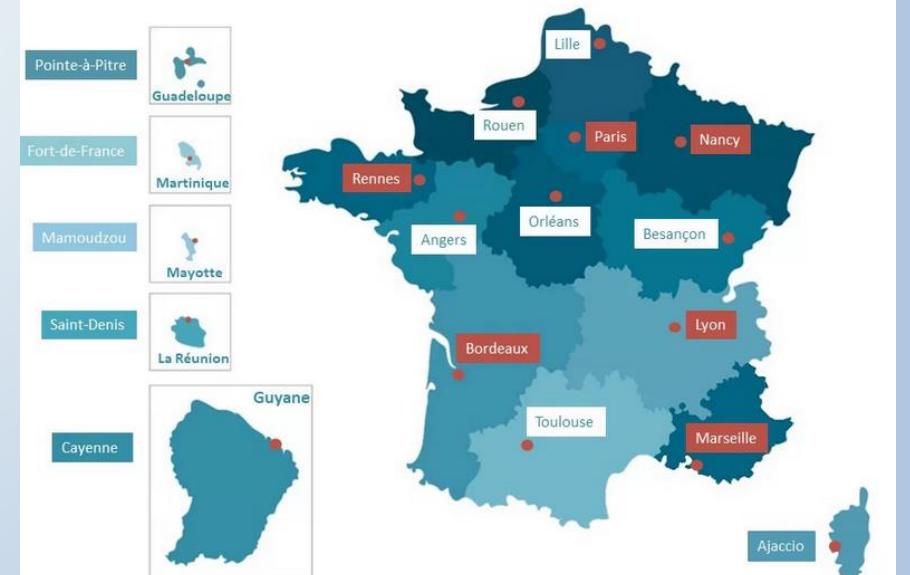 Pointe-à-Pitre
Guadeloupe
Fort-de-France
Martinique
Mamoudzou
Mayotte
Saint-Denis
La Réunion
Guyane
Cayenne
Lille
Rouen
Paris
Nancy
Rennes
Orléans
Angers
Besançon
Lyon
Bordeaux
Toulouse
Marseille
Ajaccio